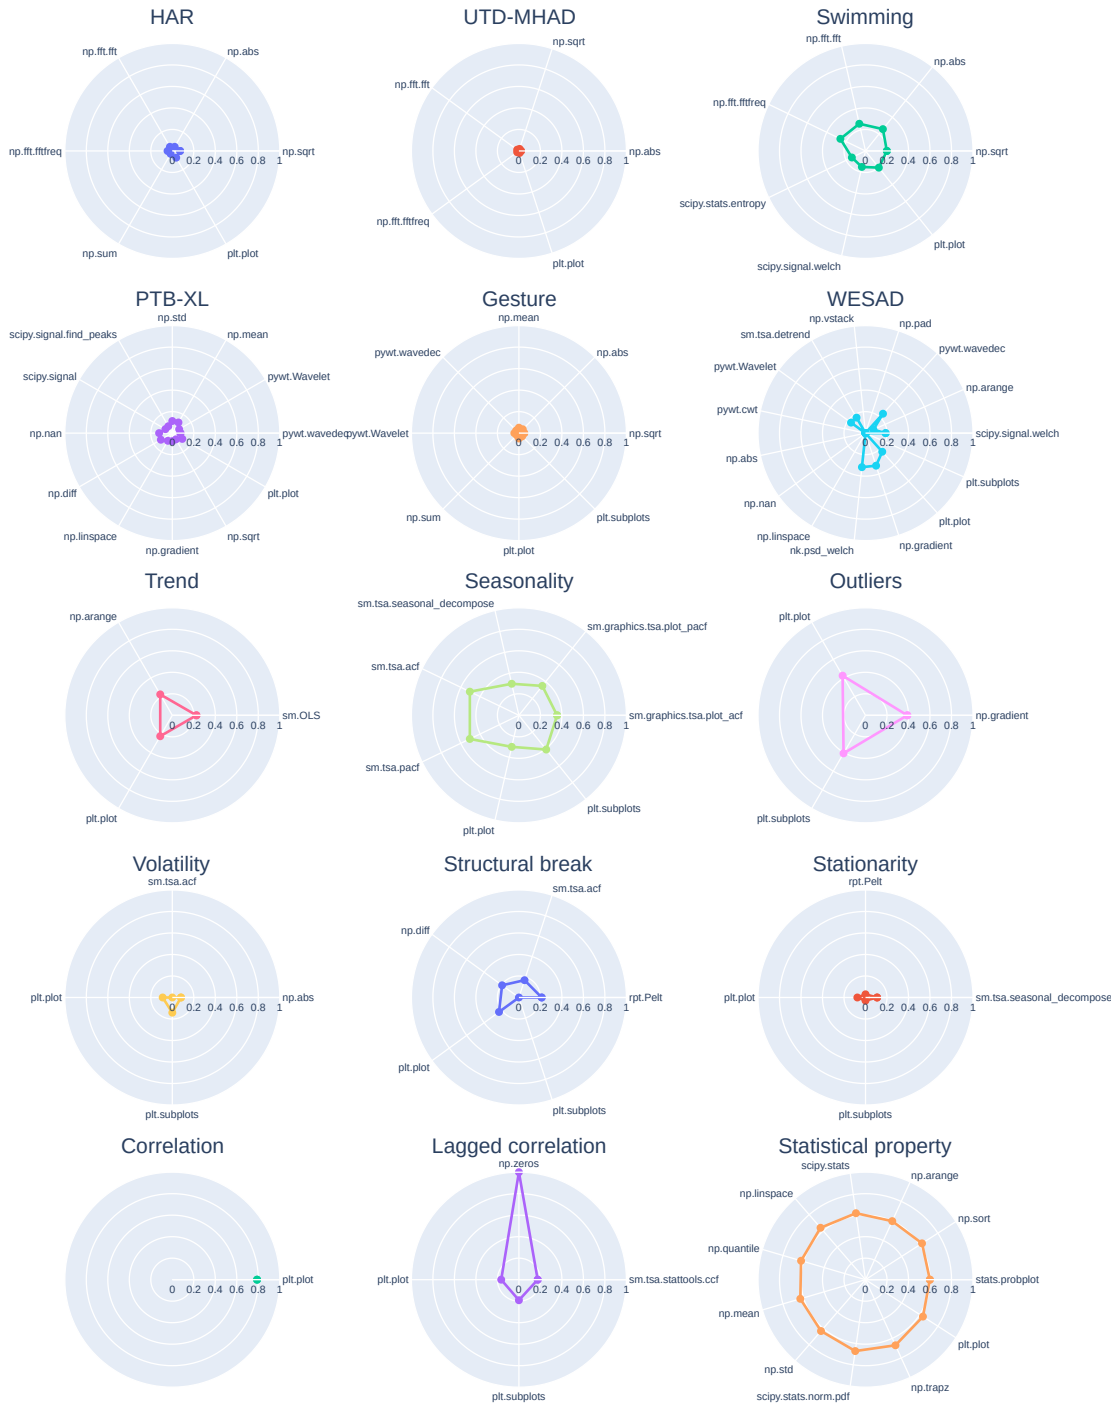 HAR
np.fft.fft
np.abs
np.fft.fftfreq
np.sqrt
0 0.2 0.4 0.6 0.8 1
np.sum
plt.plot
UTD-MHAD
np.sqrt
np.fft.fft
np.abs
0 0.2 0.4 0.6 0.8 1
np.fft.fftfreq
plt.plot
Swimming
np.fft.fft
np.abs
np.fft.fftfreq
np.sqrt
0 0.2 0.4 0.6 0.8 1
scipy.stats.entropy
plt.plot
scipy.signal.welch
PTB-XL
np.std
scipy.signal.find_peaks
np.mean
scipy.signal
pywt.Wavelet
np.nan
pywt.wavedec
0 0.2 0.4 0.6 0.8 1
np.diff
plt.plot
np.linspace
np.sqrt
np.gradient
Gesture
np.mean
pywt.wavedec
np.abs
pywt.Wavelet
np.sqrt
0 0.2 0.4 0.6 0.8 1
np.sum
plt.subplots
plt.plot
WESAD
np.vstack
np.pad
sm.tsa.detrend
pywt.wavedec
pywt.Wavelet
np.arange
pywt.cwt
scipy.signal.welch
0 0.2 0.4 0.6 0.8 1
np.abs
plt.subplots
np.nan
plt.plot
np.linspace
np.gradient
nk.psd_welch
Trend
np.arange
sm.OLS
0 0.2 0.4 0.6 0.8 1
plt.plot
Seasonality
sm.tsa.seasonal_decompose
sm.graphics.tsa.plot_pacf
sm.tsa.acf
sm.graphics.tsa.plot_acf
0 0.2 0.4 0.6 0.8 1
sm.tsa.pacf
plt.subplots
plt.plot
Outliers
plt.plot
np.gradient
0 0.2 0.4 0.6 0.8 1
plt.subplots
Volatility
sm.tsa.acf
plt.plot
np.abs
0 0.2 0.4 0.6 0.8 1
plt.subplots
Structural break
sm.tsa.acf
np.diff
rpt.Pelt
0 0.2 0.4 0.6 0.8 1
plt.plot
plt.subplots
Stationarity
rpt.Pelt
plt.plot
sm.tsa.seasonal_decompose
0 0.2 0.4 0.6 0.8 1
plt.subplots
Correlation
plt.plot
0 0.2 0.4 0.6 0.8 1
Lagged correlation
np.zeros
plt.plot
sm.tsa.stattools.ccf
0 0.2 0.4 0.6 0.8 1
plt.subplots
Statistical property
scipy.stats
np.arange
np.linspace
np.sort
np.quantile
stats.probplot
0 0.2 0.4 0.6 0.8 1
np.mean
plt.plot
np.std
np.trapz
scipy.stats.norm.pdf